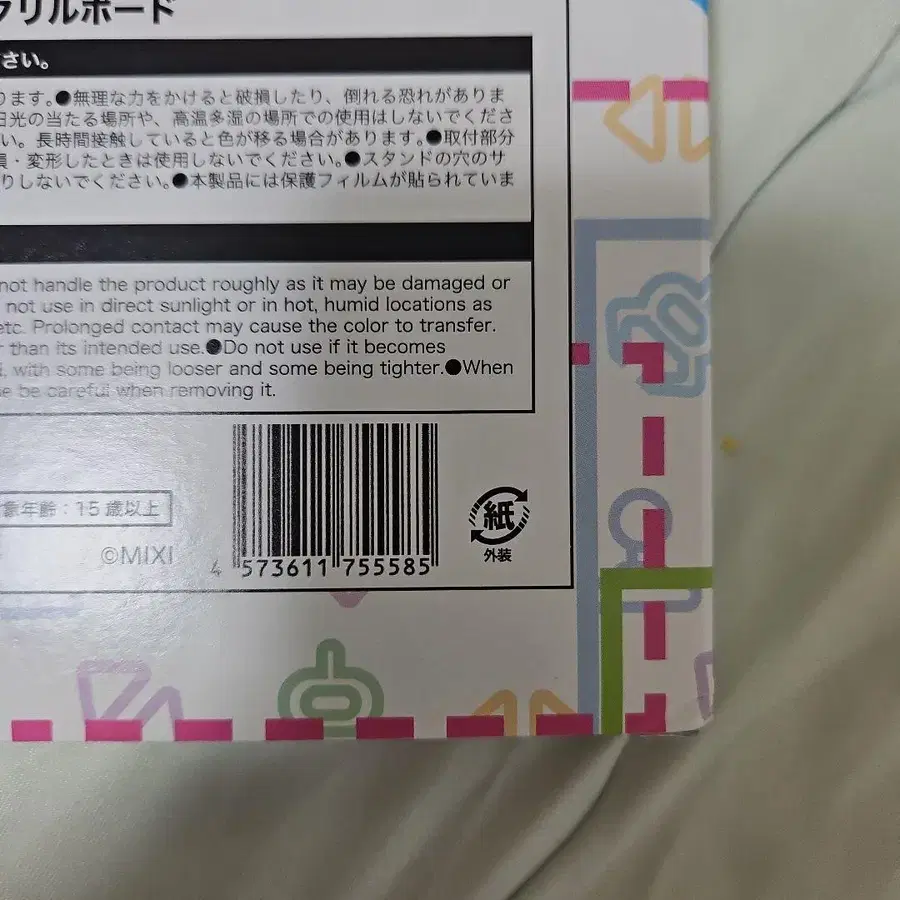 クリルボード
さい。
ります。●無理な力をかけると破損したり、倒れる恐れがありま
日光の当たる場所や、高温多湿の場所での使用はしないでくださ
い。長時間接触していると色が移る場合があります。●取付部分
損・変形したときは使用しないでください。●スタンドの穴のサ
りしないでください。●本製品には保護フィルムが貼られていま
not handle the product roughly as it may be damaged or
not use in direct sunlight or in hot, humid locations as
etc. Prolonged contact may cause the color to transfer.
than its intended use.●Do not use if it becomes
with some being looser and some being tighter.●When
be careful when removing it.
象年齢：15歳以上
©MIXI
4 573611 755585
紙
外装